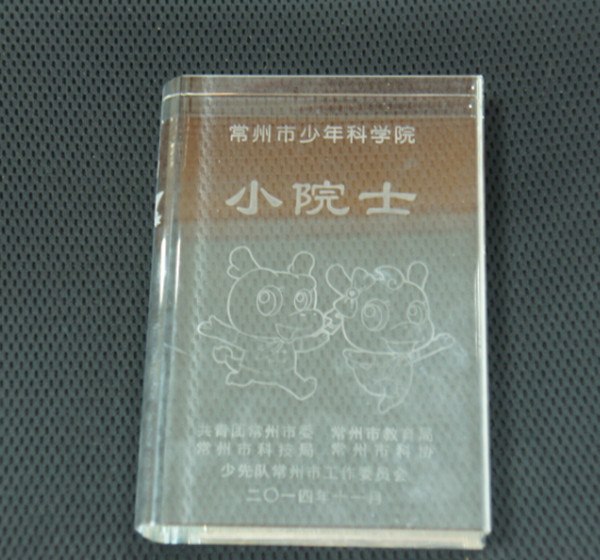 常州市少年科学院
小院士
共青团常州市委 常州市教育局
常州市科技局 常州市科协
少先队常州市工作委员会
二〇一四年十一月